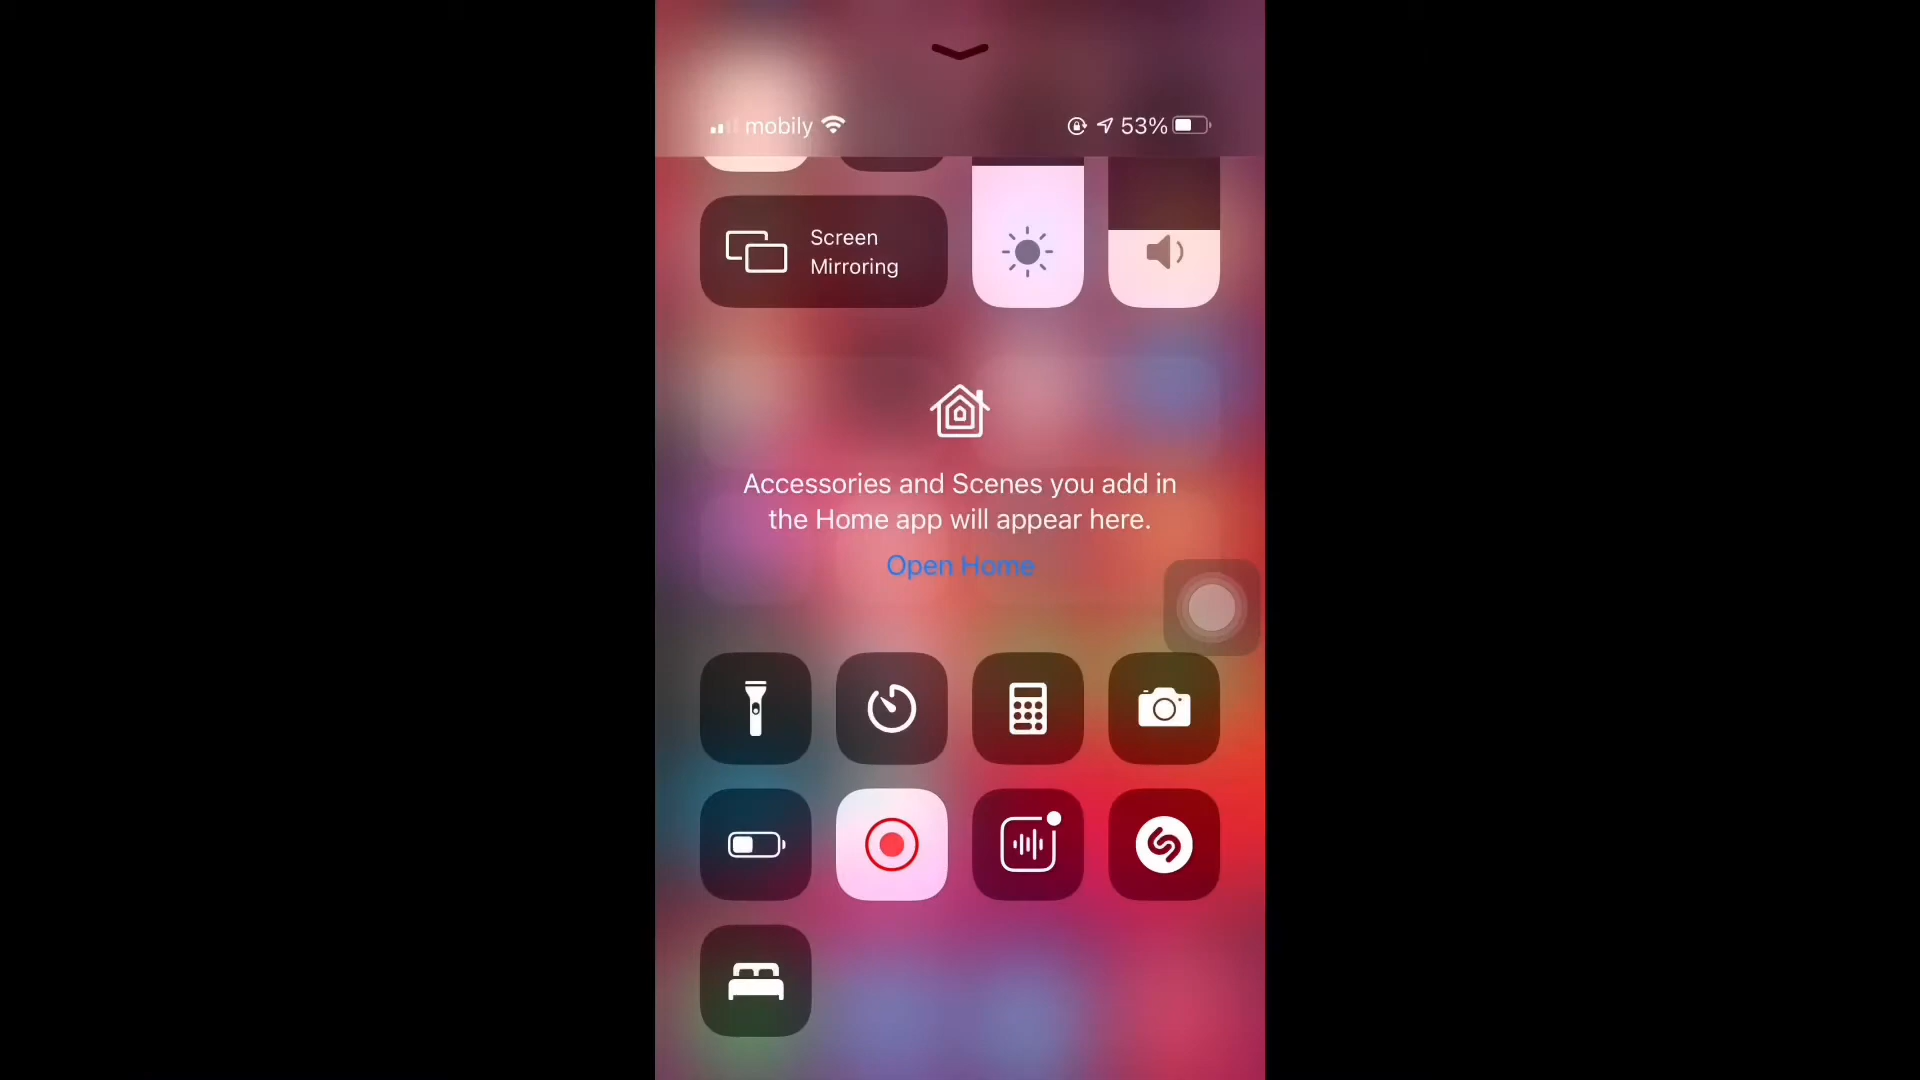 mobily 53%
Screen
Mirroring
Accessories and Scenes you add in
the Home app will appear here.
Open Home